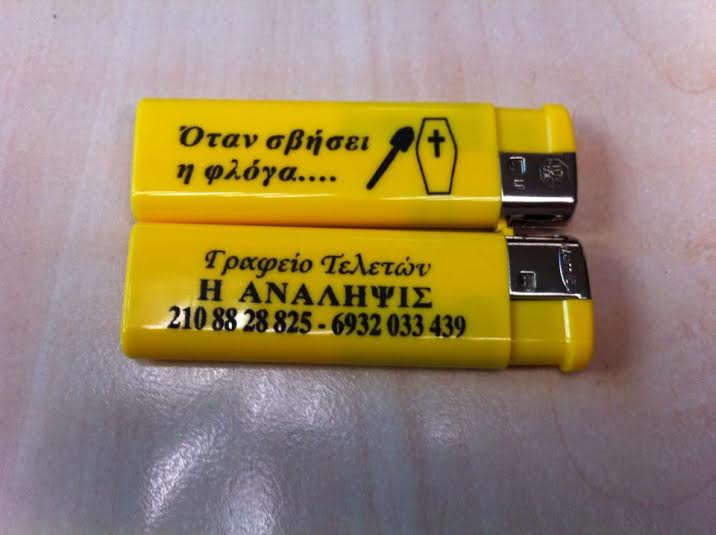 Όταν σβήσει
η φλόγα....
Γραφείο Τελετών
Η ΑΝΑΛΗΨΙΣ
210 88 28 825 - 6932 033 439